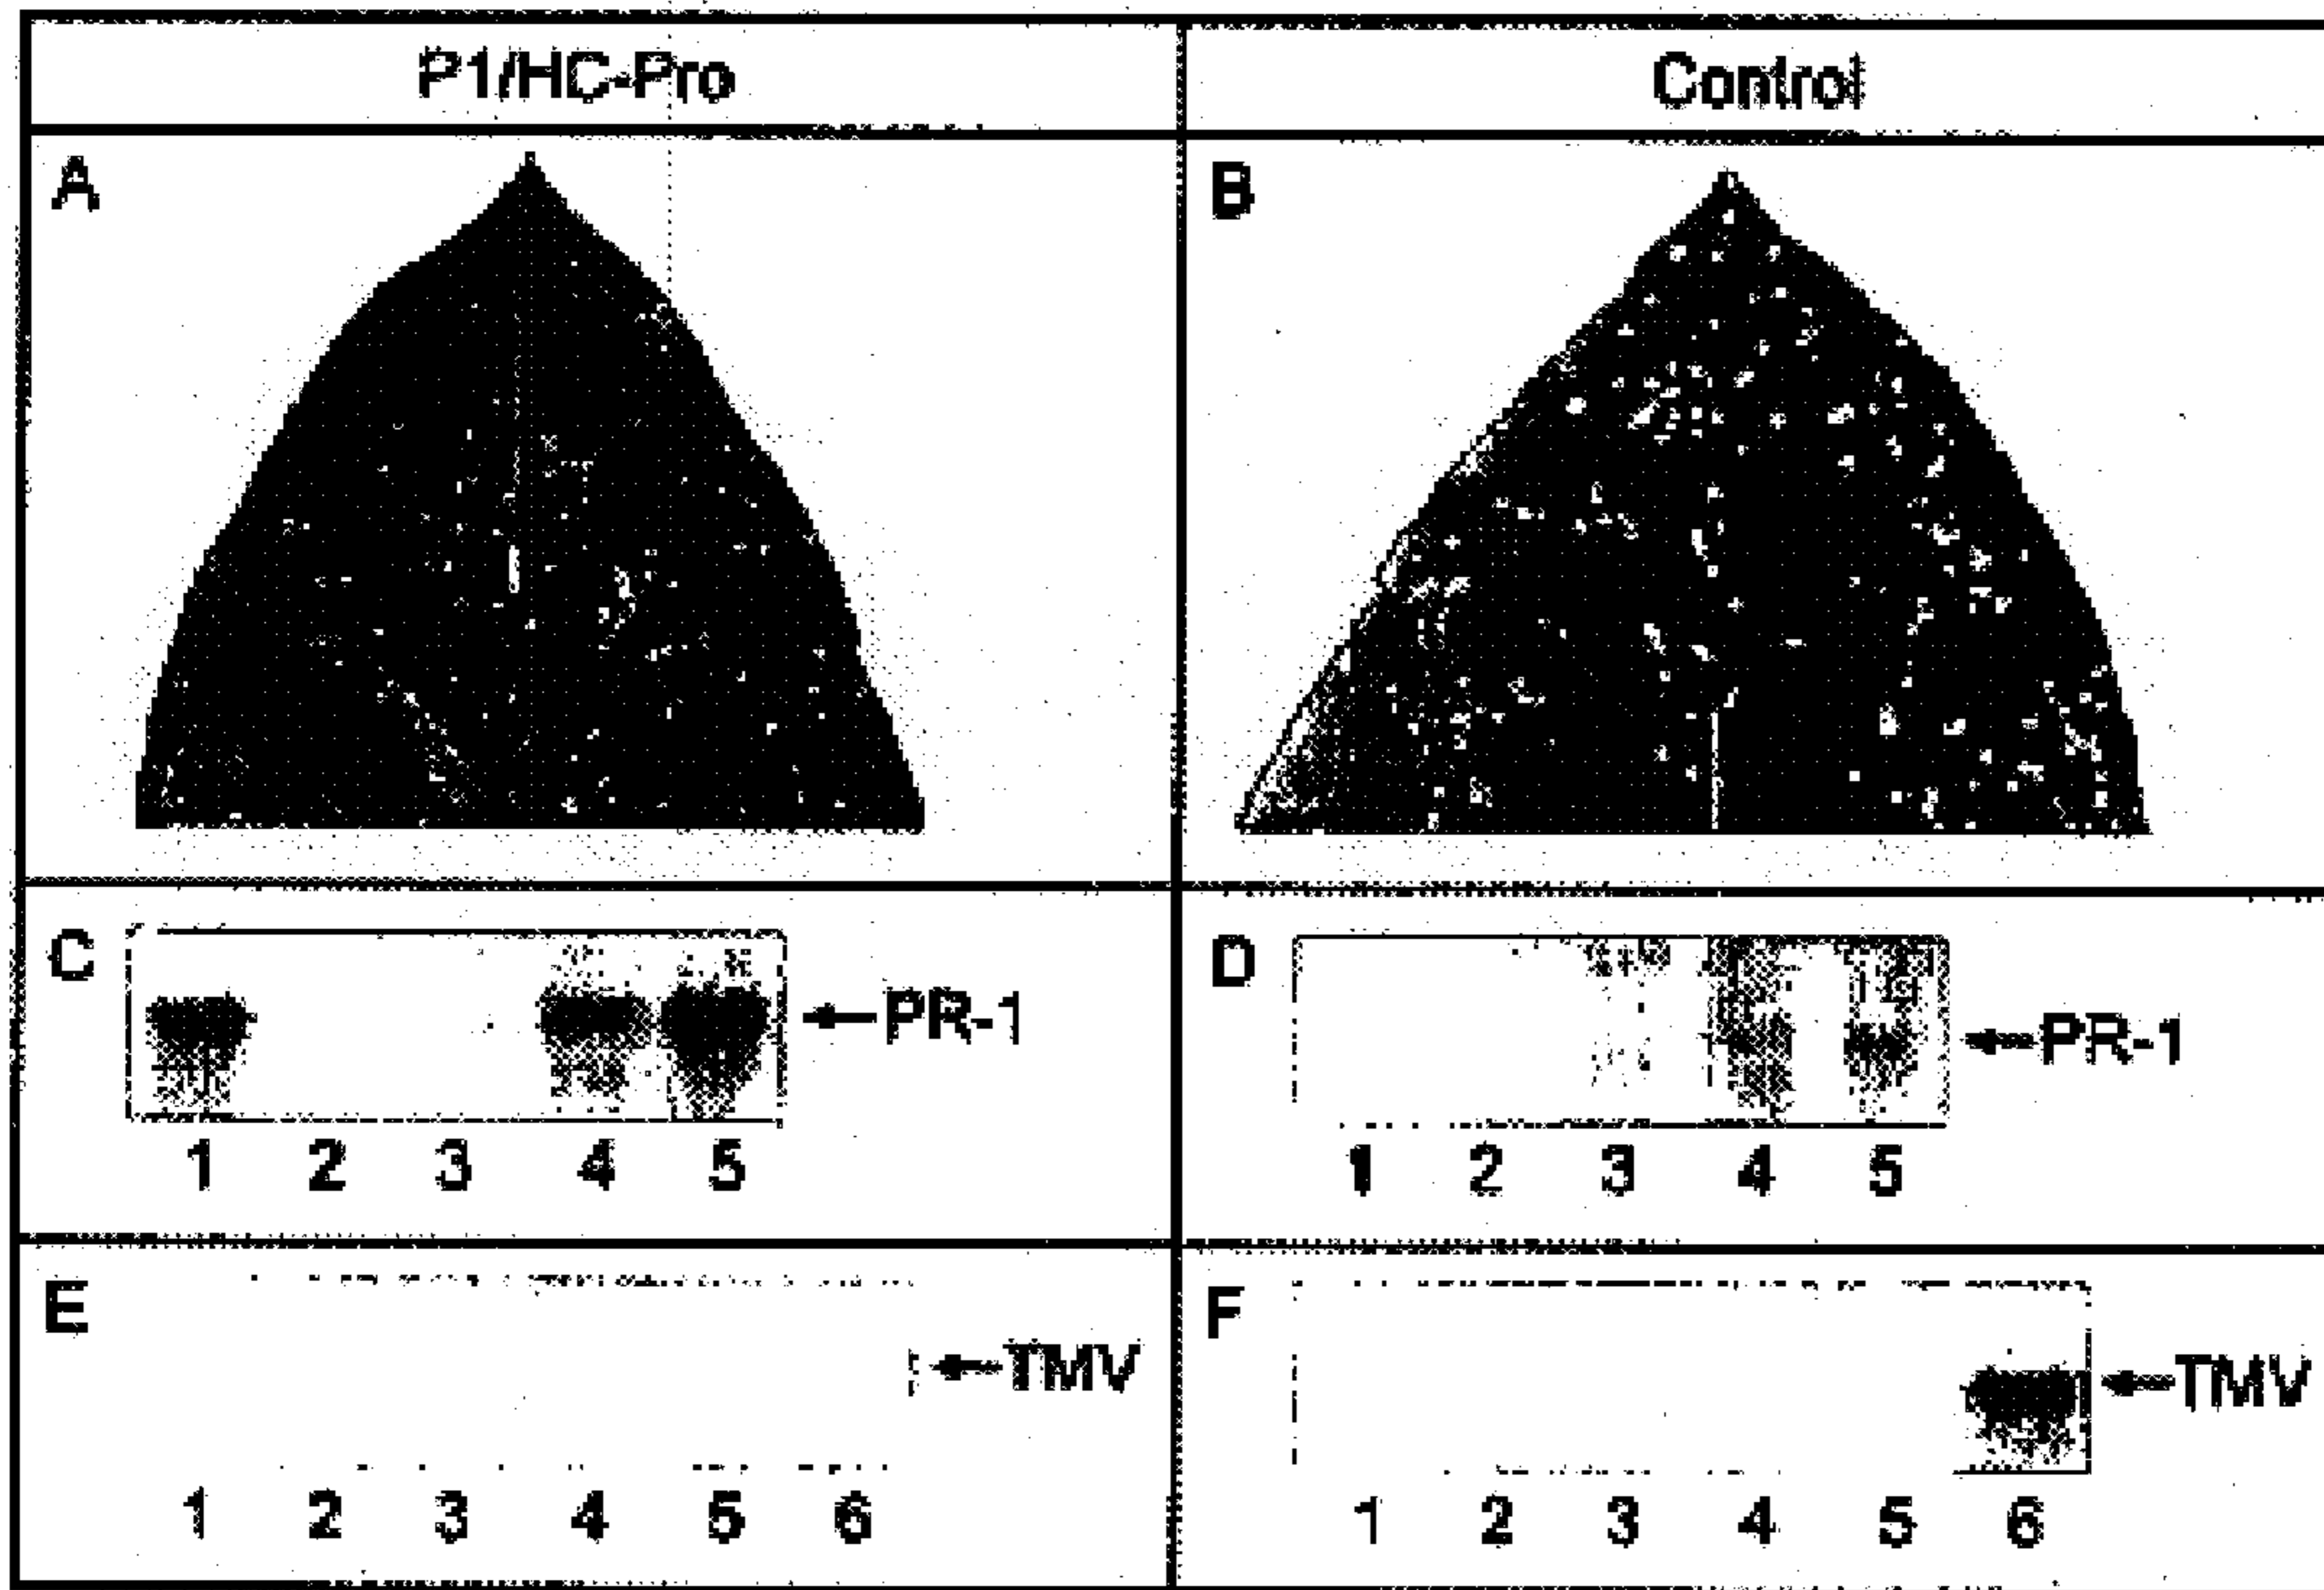 P1/HC-Pro
Control
A
B
C
PR-1
1 2 3 4 5
D
PR-1
1 2 3 4 5
E
TMV
1 2 3 4 5 6
F
TMV
1 2 3 4 5 6